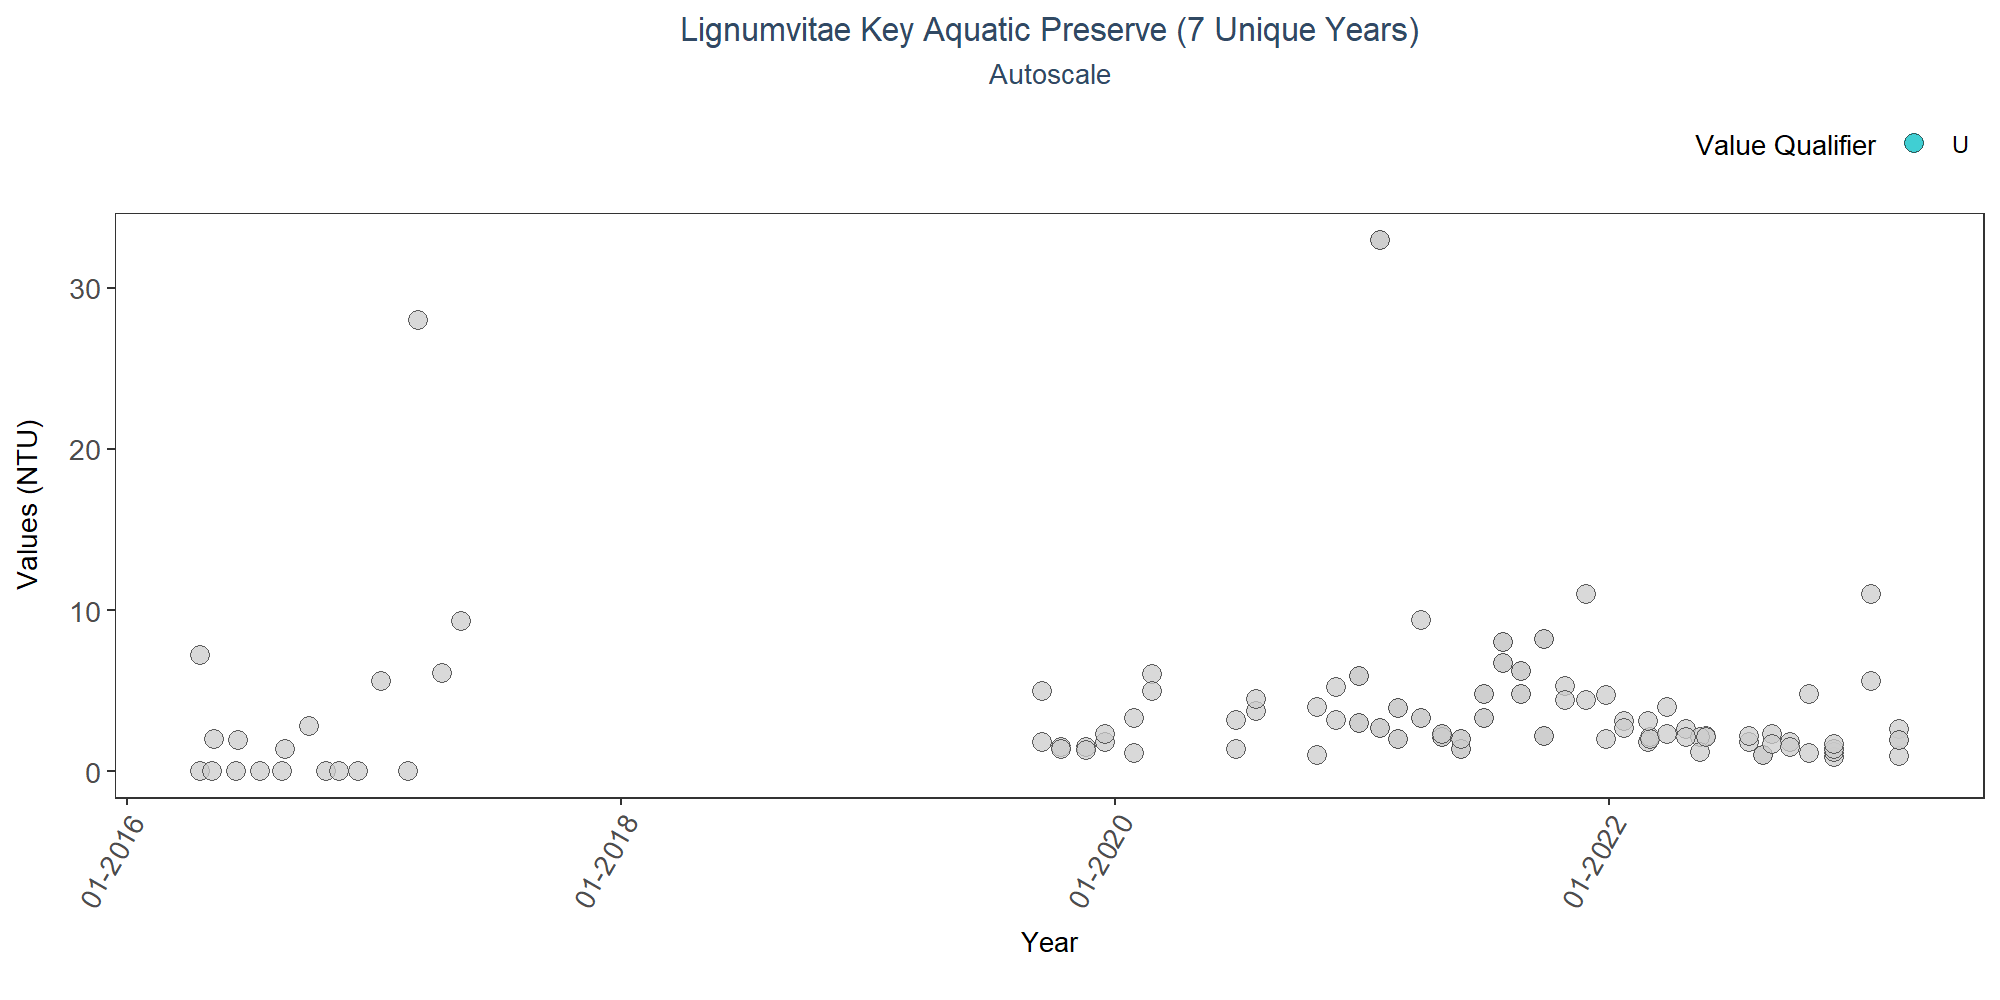 Lignumvitae Key Aquatic Preserve (7 Unique Years)
Autoscale
Value Qualifier U
Values (NTU)
30
20
10
0
01-2016
01-2018
01-2020
01-2022
Year